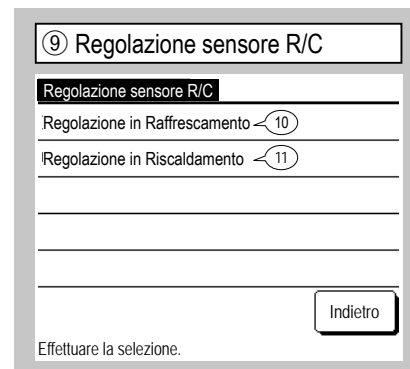 ⑨ Regolazione sensore R/C
Regolazione sensore R/C
Regolazione in Raffrescamento 10
Regolazione in Riscaldamento 11
Indietro
Effettuare la selezione.